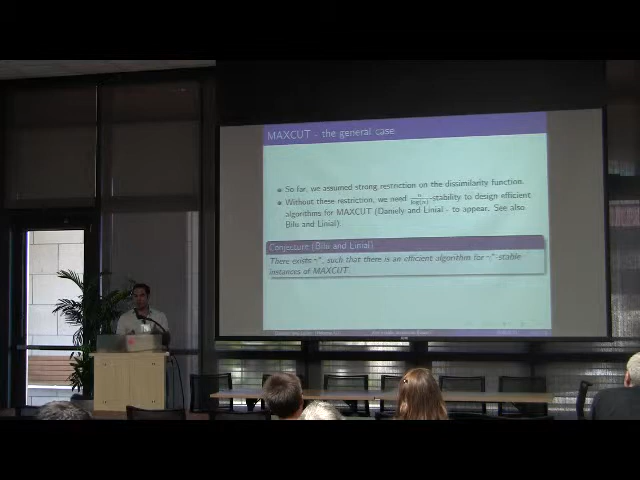 MAXCUT - the general case
So far, we assumed strong restriction on the dissimilarity function.
Without these restriction, we need n/log(n)-stability to design efficient
algorithms for MAXCUT (Daniely and Linial - to appear. See also
Bilu and Linial).
Conjecture (Bilu and Linial)
There exists γ*, such that there is an efficient algorithm for γ*-stable
instances of MAXCUT.